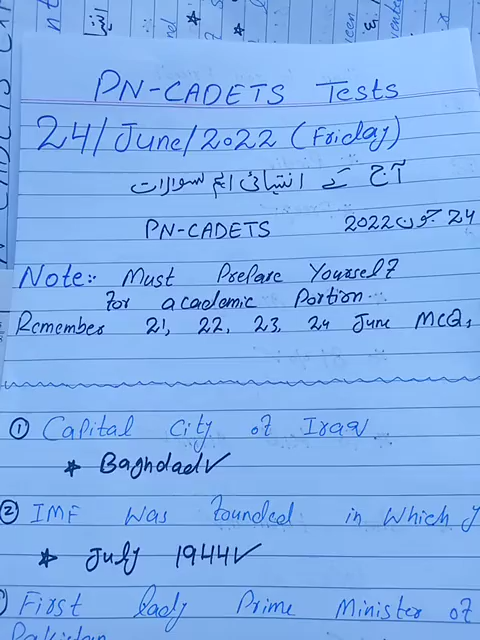 PN-CADETS Tests
24/June/2022 (Friday)
آج کے انتہائی اہم سوالات
PN-CADETS 24 جون 2022
Note:- Must Prepare Yourself
For academic Portion.
Remember 21, 22, 23, 24 June MCQs
① Capital City of Iraq
★ Baghdad ✓
② IMF was founded in which y
★ July 1944 ✓
First lady Prime Minister of
Pakistan